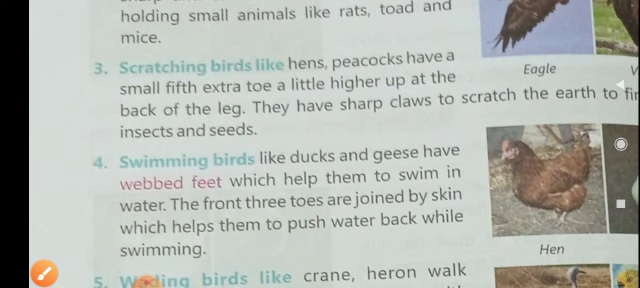 holding small animals like rats, toad and
mice.
3. Scratching birds like hens, peacocks have a
small fifth extra toe a little higher up at the
back of the leg. They have sharp claws to scratch the earth to
insects and seeds.
4. Swimming birds like ducks and geese have
webbed feet which help them to swim in
water. The front three toes are joined by skin
which helps them to push water back while
swimming.
5. Wading birds like crane, heron walk
Eagle
Hen